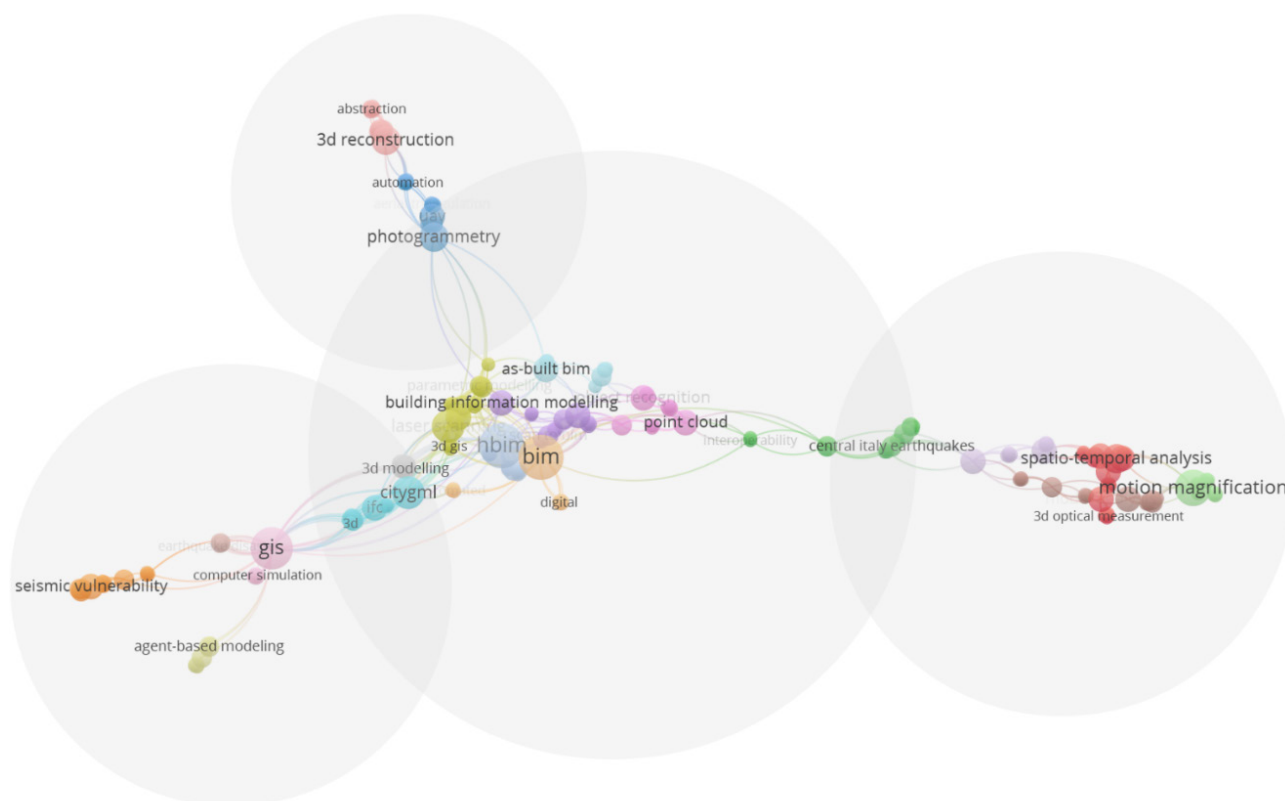 abstraction
3d reconstruction
automation
uav
photogrammetry
as-built bim
parametric modelling
building information modelling
point cloud
3d gis
hbim
bim
interoperability
central italy earthquakes
3d modelling
citygml
digital
ifc
3d
spatio-temporal analysis
motion magnification
3d optical measurement
gis
computer simulation
seismic vulnerability
agent-based modeling